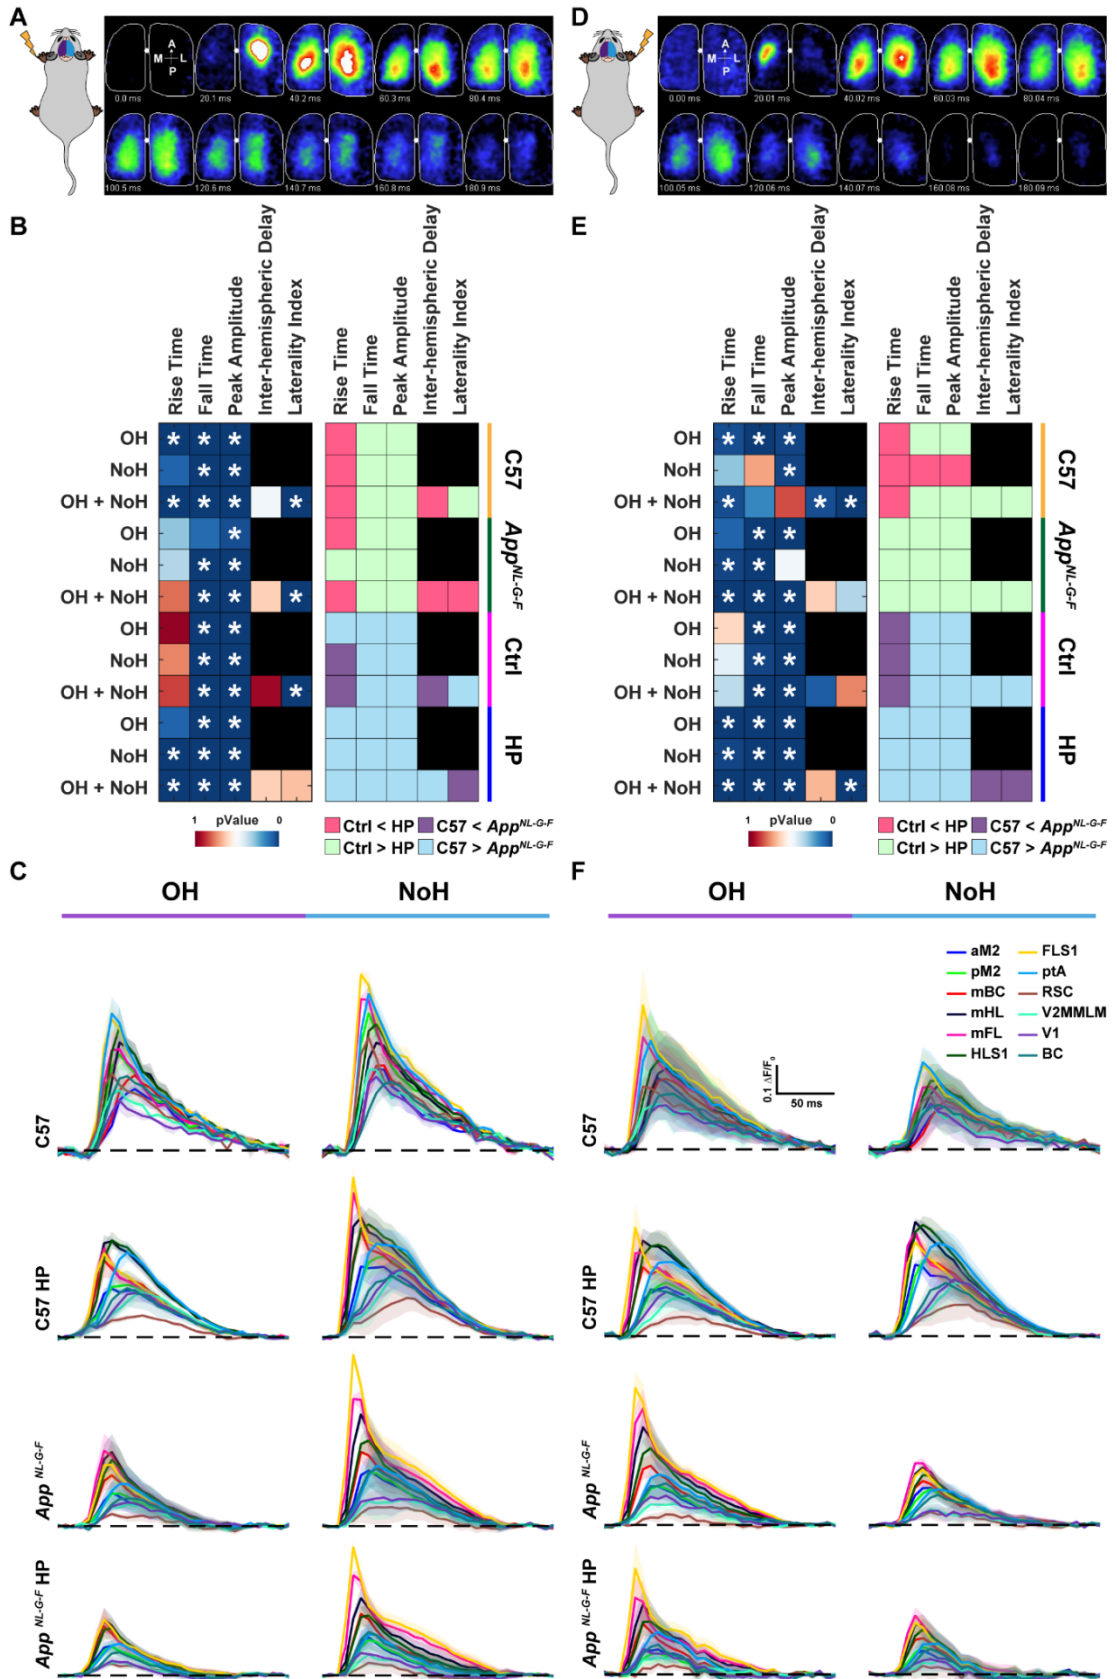 A
A
M L
P
0.0 ms 20.1 ms 40.2 ms 60.3 ms 80.4 ms
100.5 ms 120.6 ms 140.7 ms 160.8 ms 180.9 ms
D
A
M L
P
0.00 ms 20.01 ms 40.02 ms 60.03 ms 80.04 ms
100.05 ms 120.06 ms 140.07 ms 160.08 ms 180.09 ms
B
Rise Time
Fall Time
Peak Amplitude
Inter-hemispheric Delay
Laterality Index
Rise Time
Fall Time
Peak Amplitude
Inter-hemispheric Delay
Laterality Index
OH * * *
NoH * *
OH + NoH * * * *
OH *
NoH * *
OH + NoH * * *
OH * *
NoH * *
OH + NoH * * *
OH * *
NoH * * *
OH + NoH * * *
C57
App NL-G-F
Ctrl
HP
1 pValue 0
Ctrl < HP C57 < App NL-G-F
Ctrl > HP C57 > App NL-G-F
E
Rise Time
Fall Time
Peak Amplitude
Inter-hemispheric Delay
Laterality Index
Rise Time
Fall Time
Peak Amplitude
Inter-hemispheric Delay
Laterality Index
OH * * *
NoH *
OH + NoH * * *
OH * *
NoH * *
OH + NoH * * *
OH * *
NoH * *
OH + NoH * *
OH * * *
NoH * * *
OH + NoH * * * *
C57
App NL-G-F
Ctrl
HP
1 pValue 0
Ctrl < HP C57 < App NL-G-F
Ctrl > HP C57 > App NL-G-F
C
OH NoH
C57
C57 HP
App NL-G-F
App NL-G-F HP
F
OH NoH
aM2 FLS1
pM2 ptA
mBC RSC
mHL V2MMLM
mFL V1
HLS1 BC
0.1 ΔF/F0
50 ms
C57
C57 HP
App NL-G-F
App NL-G-F HP